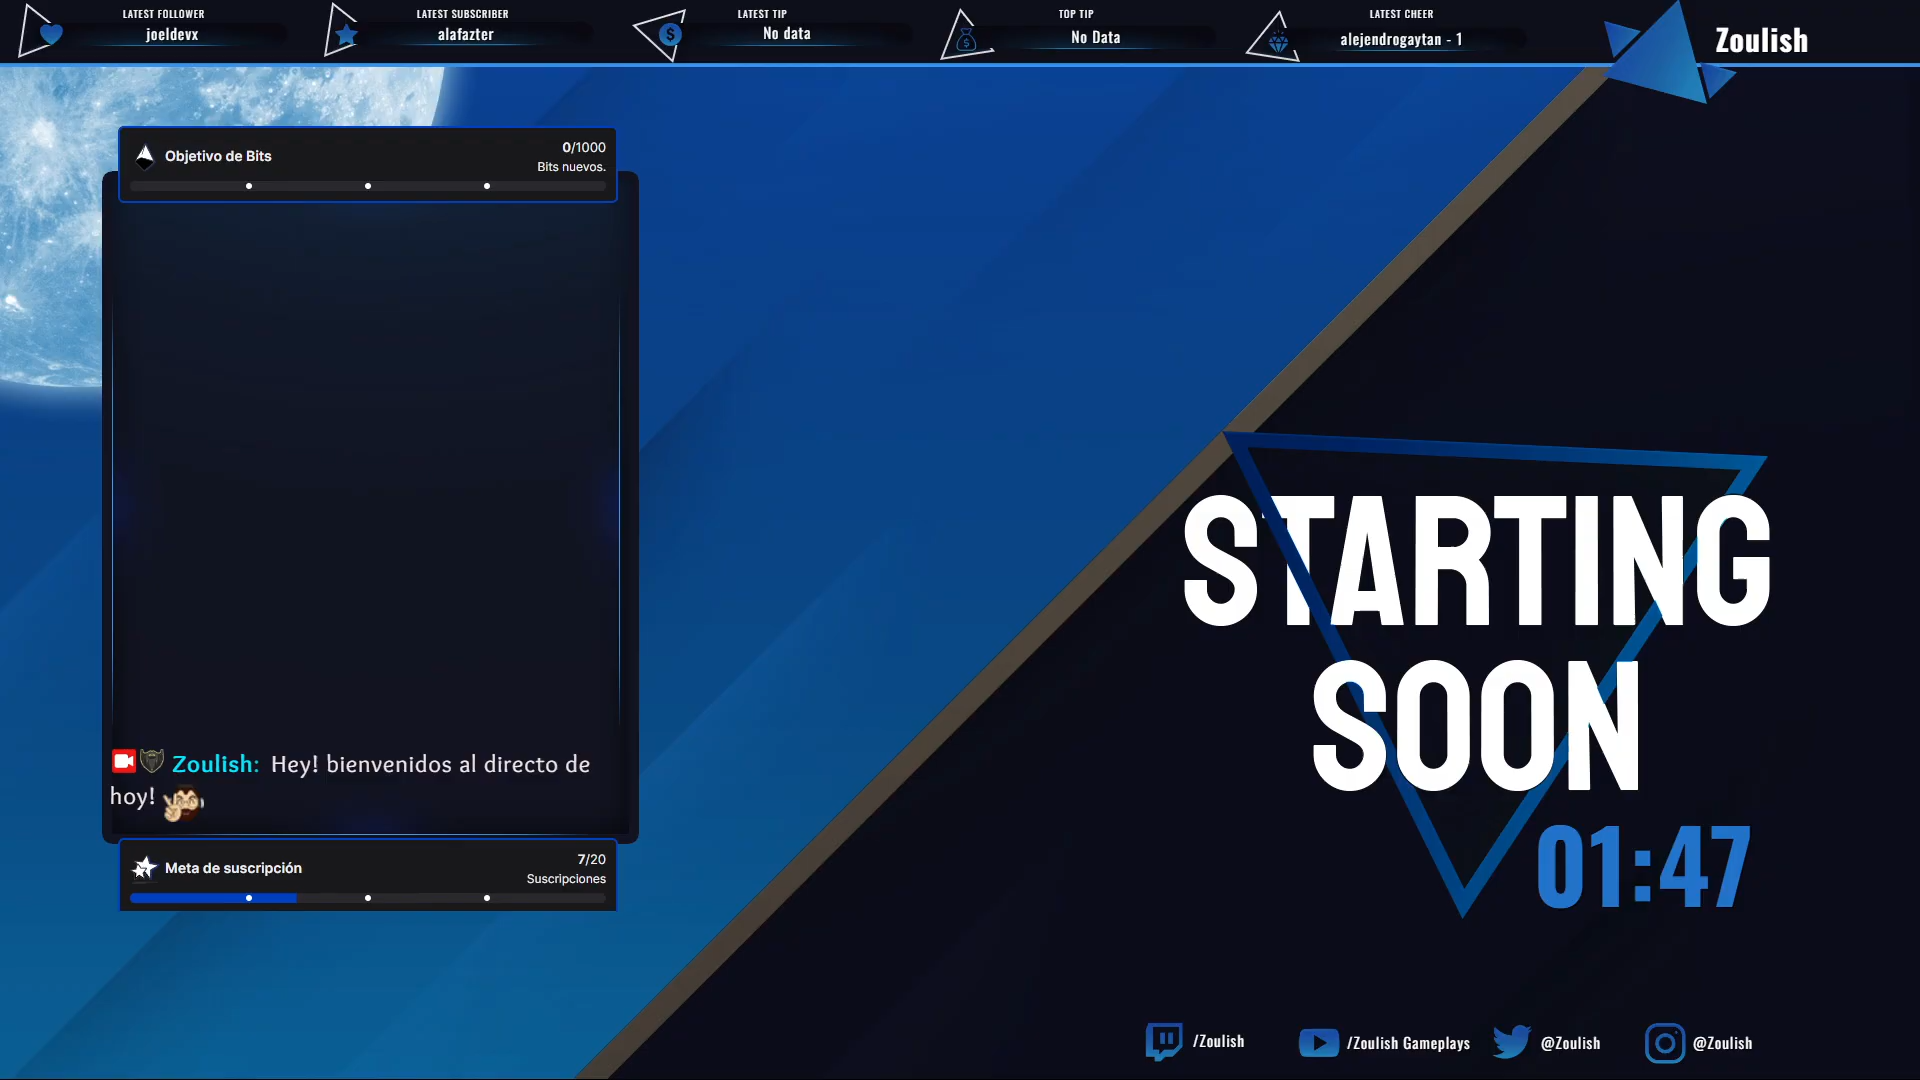 LATEST FOLLOWER
joeldevx
LATEST SUBSCRIBER
alafazter
LATEST TIP
No data
TOP TIP
No Data
LATEST CHEER
alejendrogaytan - 1
Zoulish
Objetivo de Bits
0/1000
Bits nuevos.
Zoulish: Hey! bienvenidos al directo de
hoy!
Meta de suscripción
7/20
Suscripciones
STARTING
SOON
01:47
/Zoulish
/Zoulish Gameplays
@Zoulish
@Zoulish